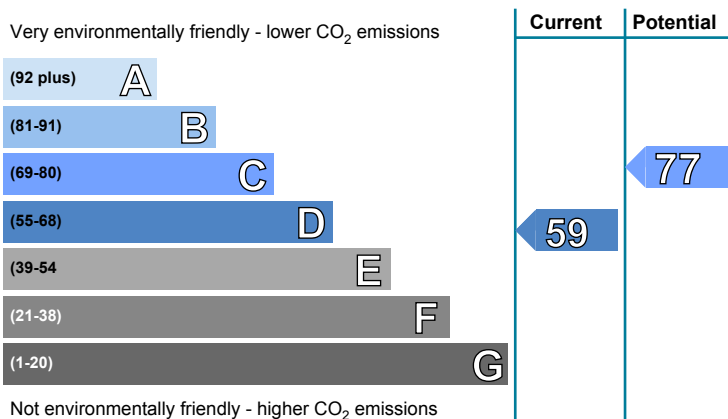 Current Potential
Very environmentally friendly - lower CO2 emissions
(92 plus) A
(81-91) B
(69-80) C
77
(55-68) D
59
(39-54 E
(21-38) F
(1-20) G
Not environmentally friendly - higher CO2 emissions